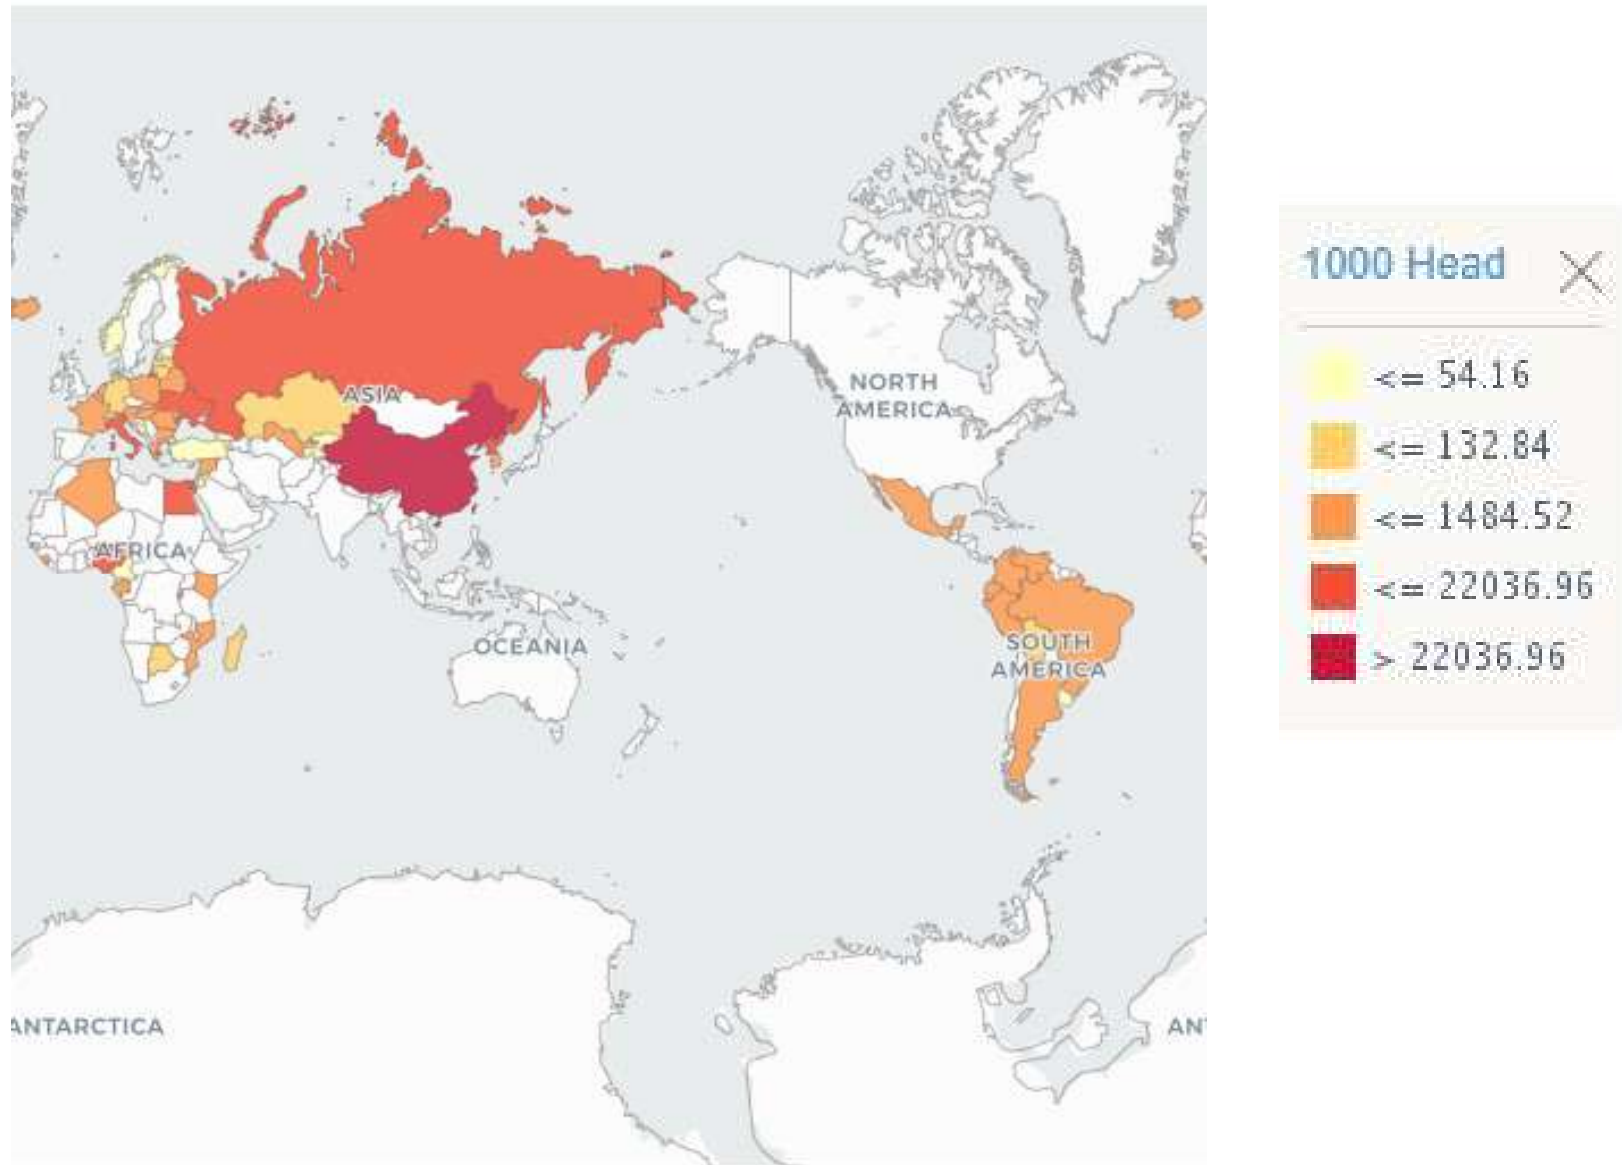 ASIA
NORTH
AMERICA
AFRICA
OCEANIA
SOUTH
AMERICA
ANTARCTICA
AN
1000 Head
<= 54.16
<= 132.84
<= 1484.52
<= 22036.96
> 22036.96